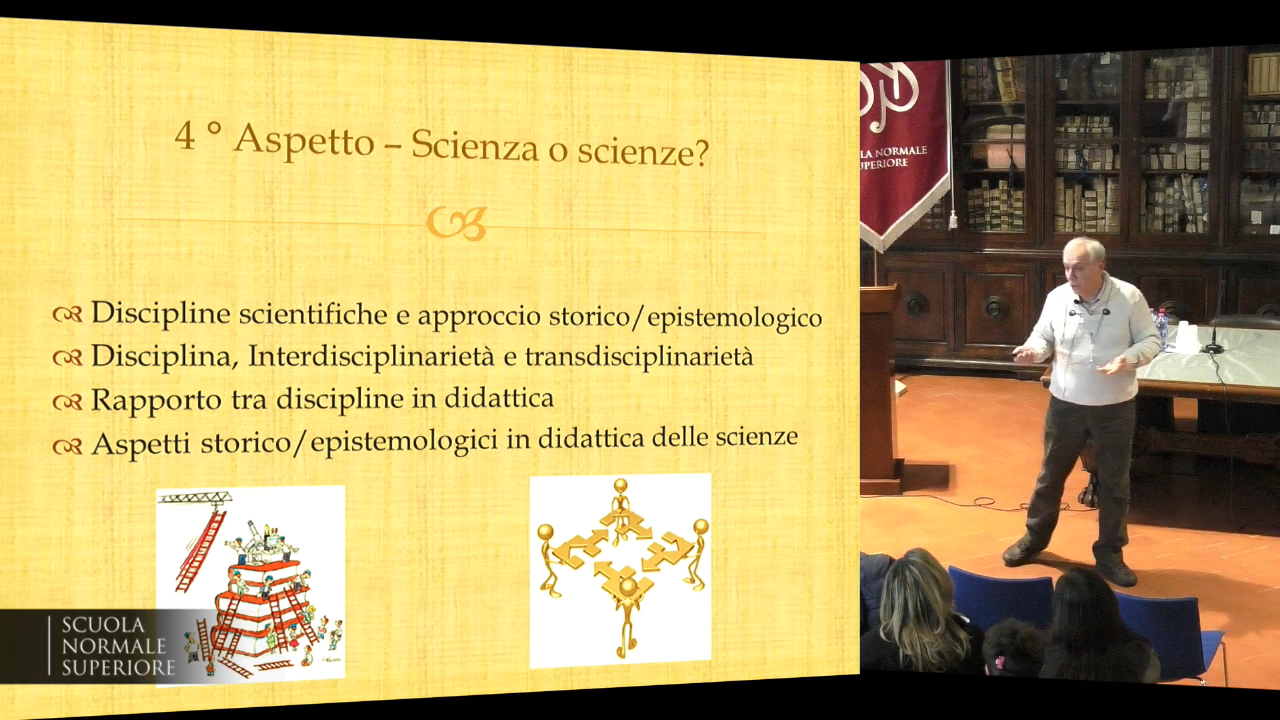 4 ° Aspetto – Scienza o scienze?
Discipline scientifiche e approccio storico/epistemologico
Disciplina, Interdisciplinarietà e transdisciplinarietà
Rapporto tra discipline in didattica
Aspetti storico/epistemologici in didattica delle scienze
SCUOLA
NORMALE
SUPERIORE
LA NORMALE
PERIORE